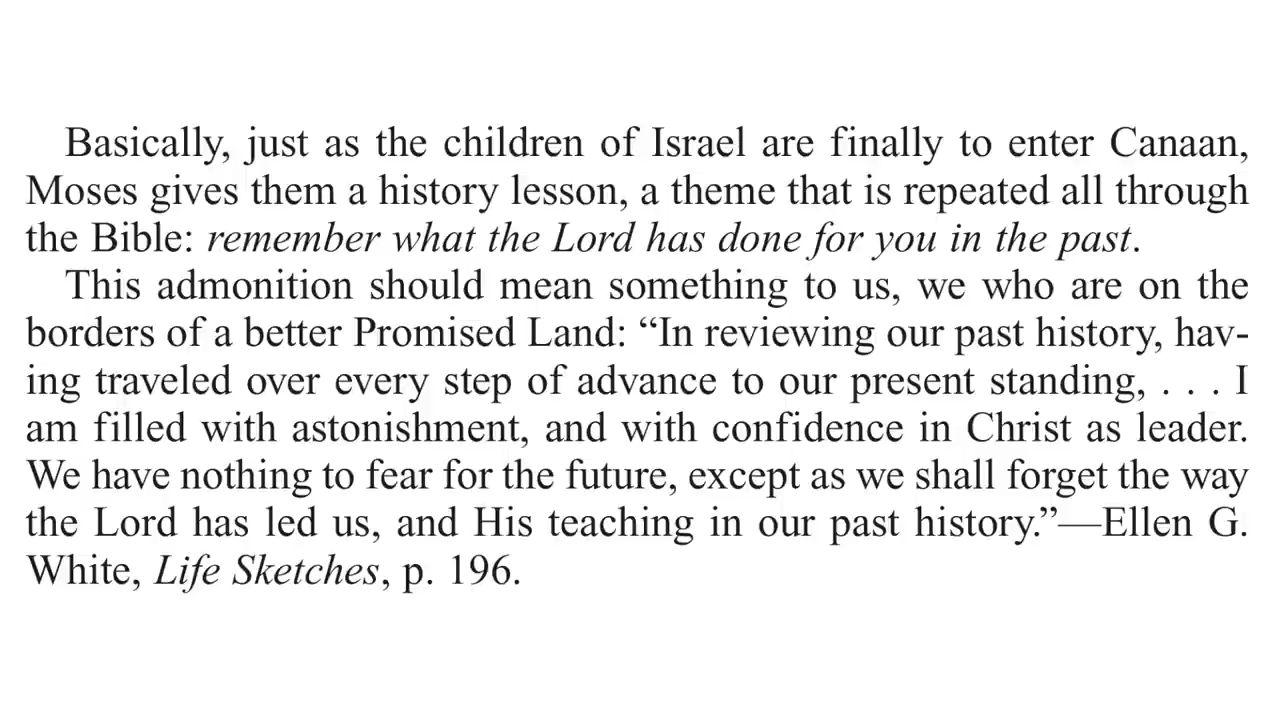 Basically, just as the children of Israel are finally to enter Canaan,
Moses gives them a history lesson, a theme that is repeated all through
the Bible: remember what the Lord has done for you in the past.
This admonition should mean something to us, we who are on the
borders of a better Promised Land: “In reviewing our past history, hav-
ing traveled over every step of advance to our present standing, . . . I
am filled with astonishment, and with confidence in Christ as leader.
We have nothing to fear for the future, except as we shall forget the way
the Lord has led us, and His teaching in our past history.”—Ellen G.
White, Life Sketches, p. 196.